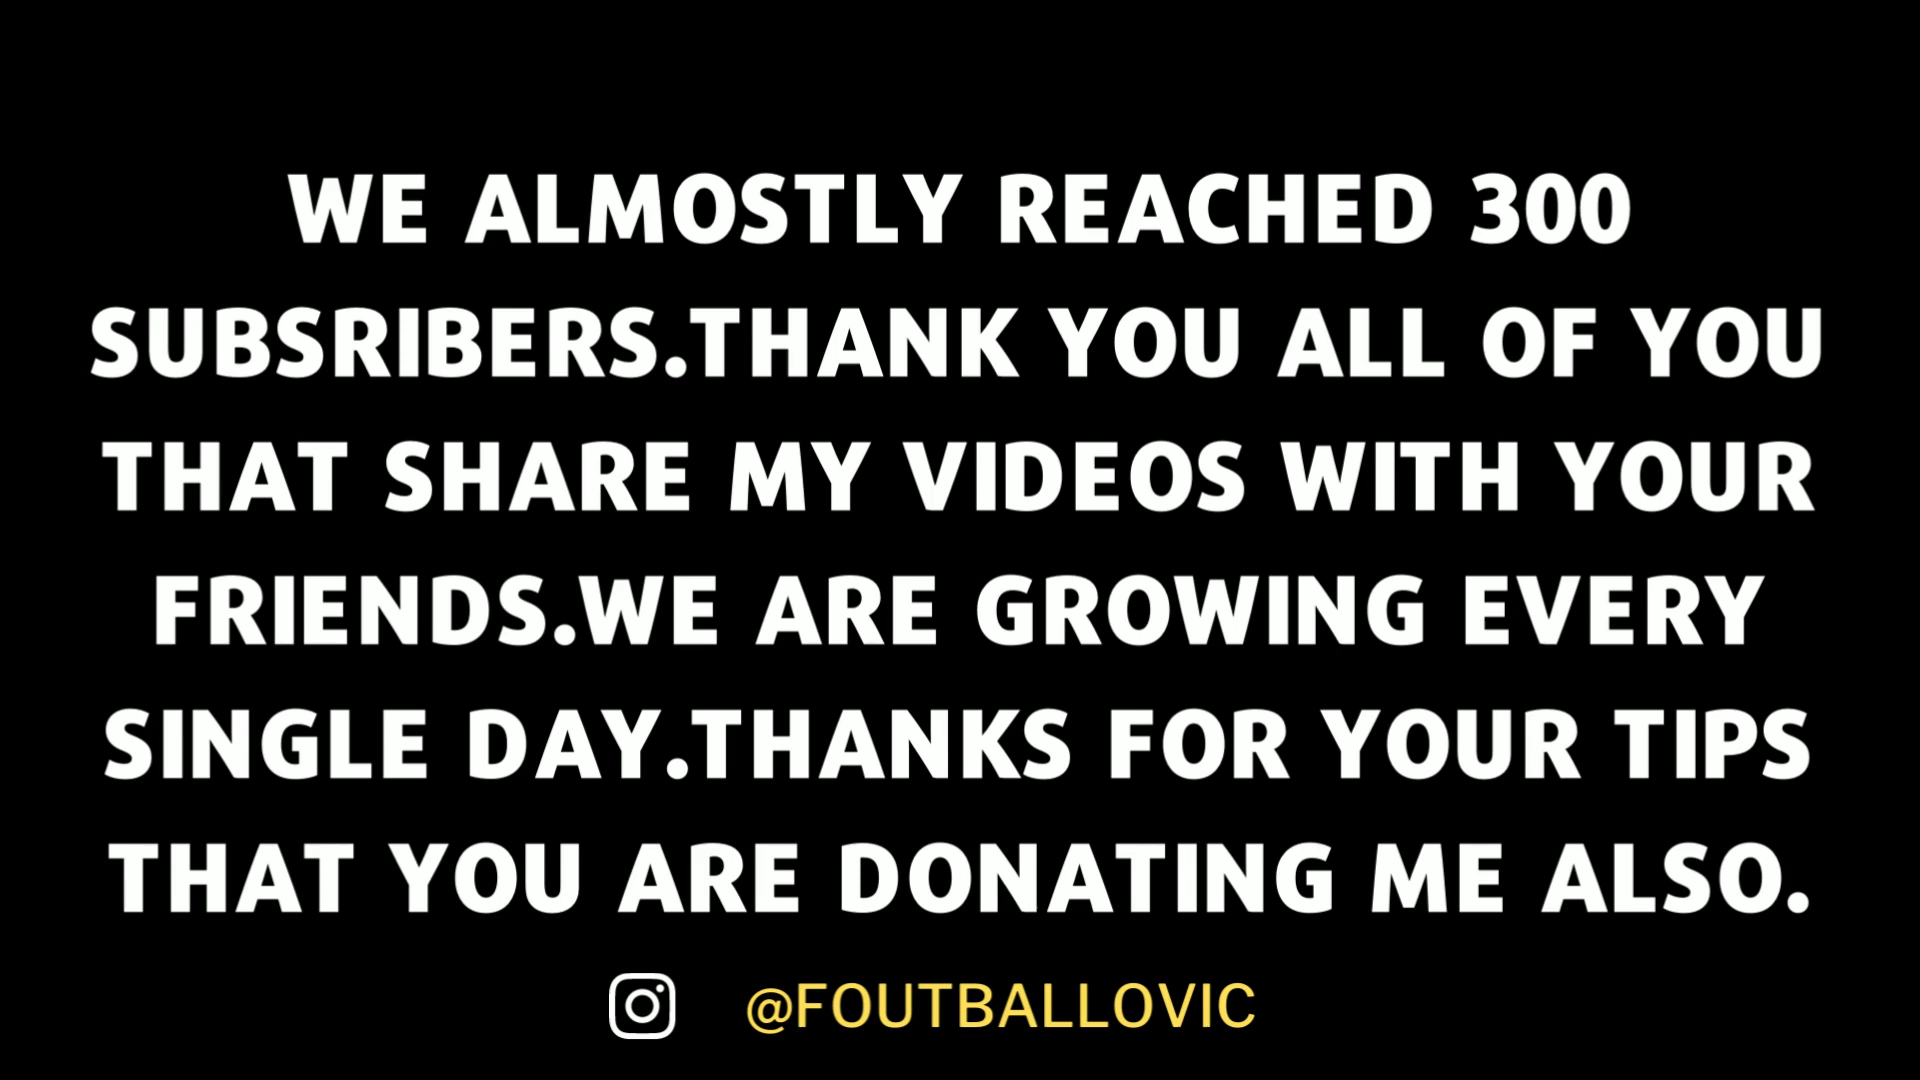 WE ALMOSTLY REACHED 300
SUBSRIBERS.THANK YOU ALL OF YOU
THAT SHARE MY VIDEOS WITH YOUR
FRIENDS.WE ARE GROWING EVERY
SINGLE DAY.THANKS FOR YOUR TIPS
THAT YOU ARE DONATING ME ALSO.
@FOUTBALLOVIC